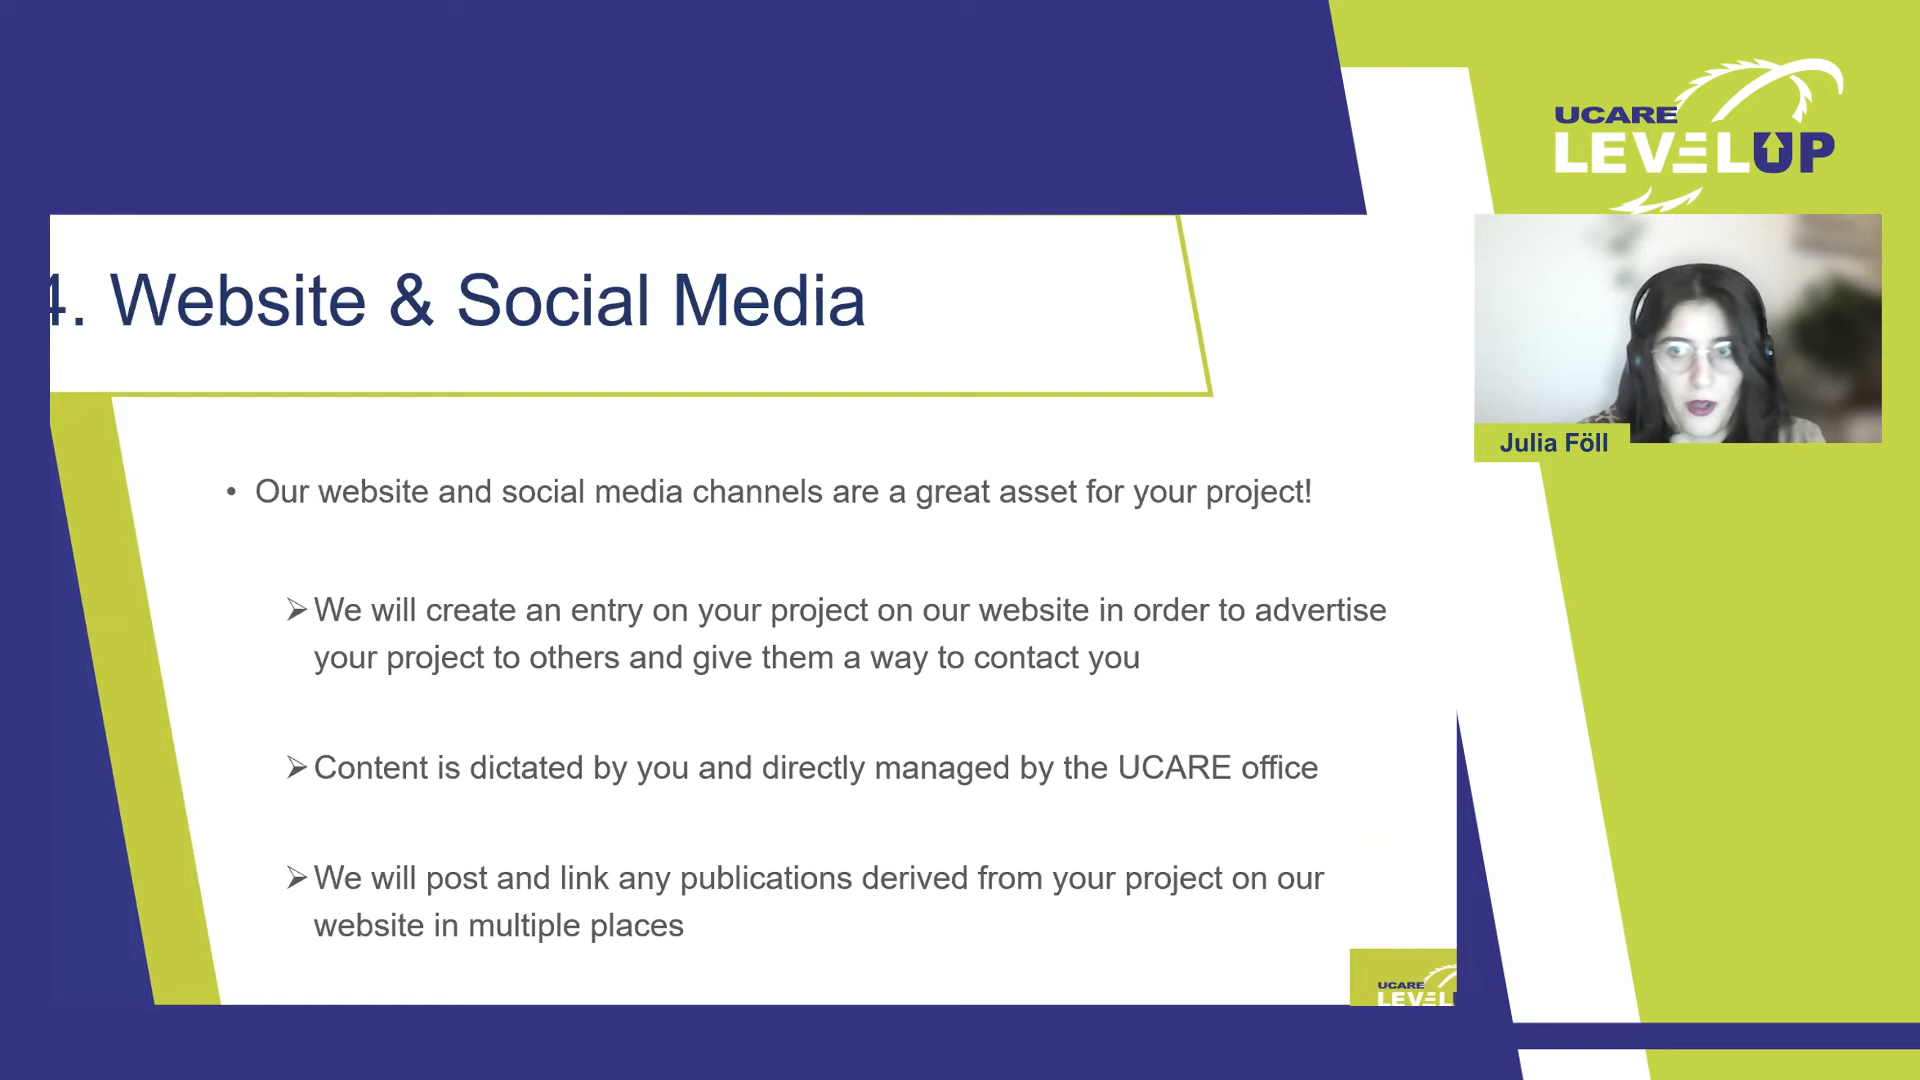 UCARE
LEVELUP
4. Website & Social Media
Julia Föll
• Our website and social media channels are a great asset for your project!
➢ We will create an entry on your project on our website in order to advertise
your project to others and give them a way to contact you
➢ Content is dictated by you and directly managed by the UCARE office
➢ We will post and link any publications derived from your project on our
website in multiple places
UCARE
LEVEL